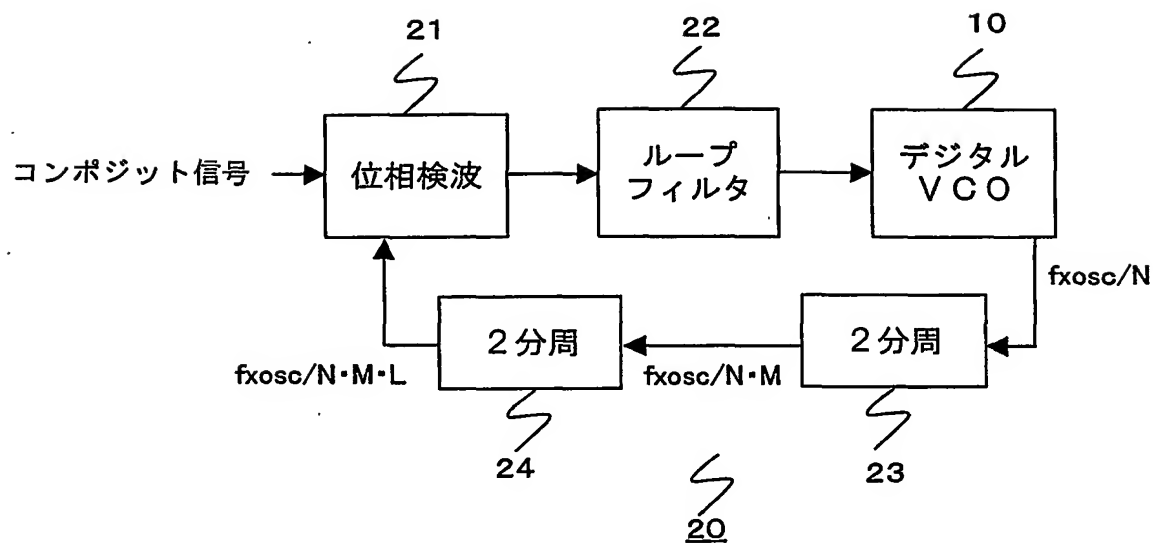 21
22
10
コンポジット信号
位相検波
ループ
フィルタ
デジタル
VCO
fxosc/N
2分周
2分周
fxosc/N・M・L
fxosc/N・M
24
23
20